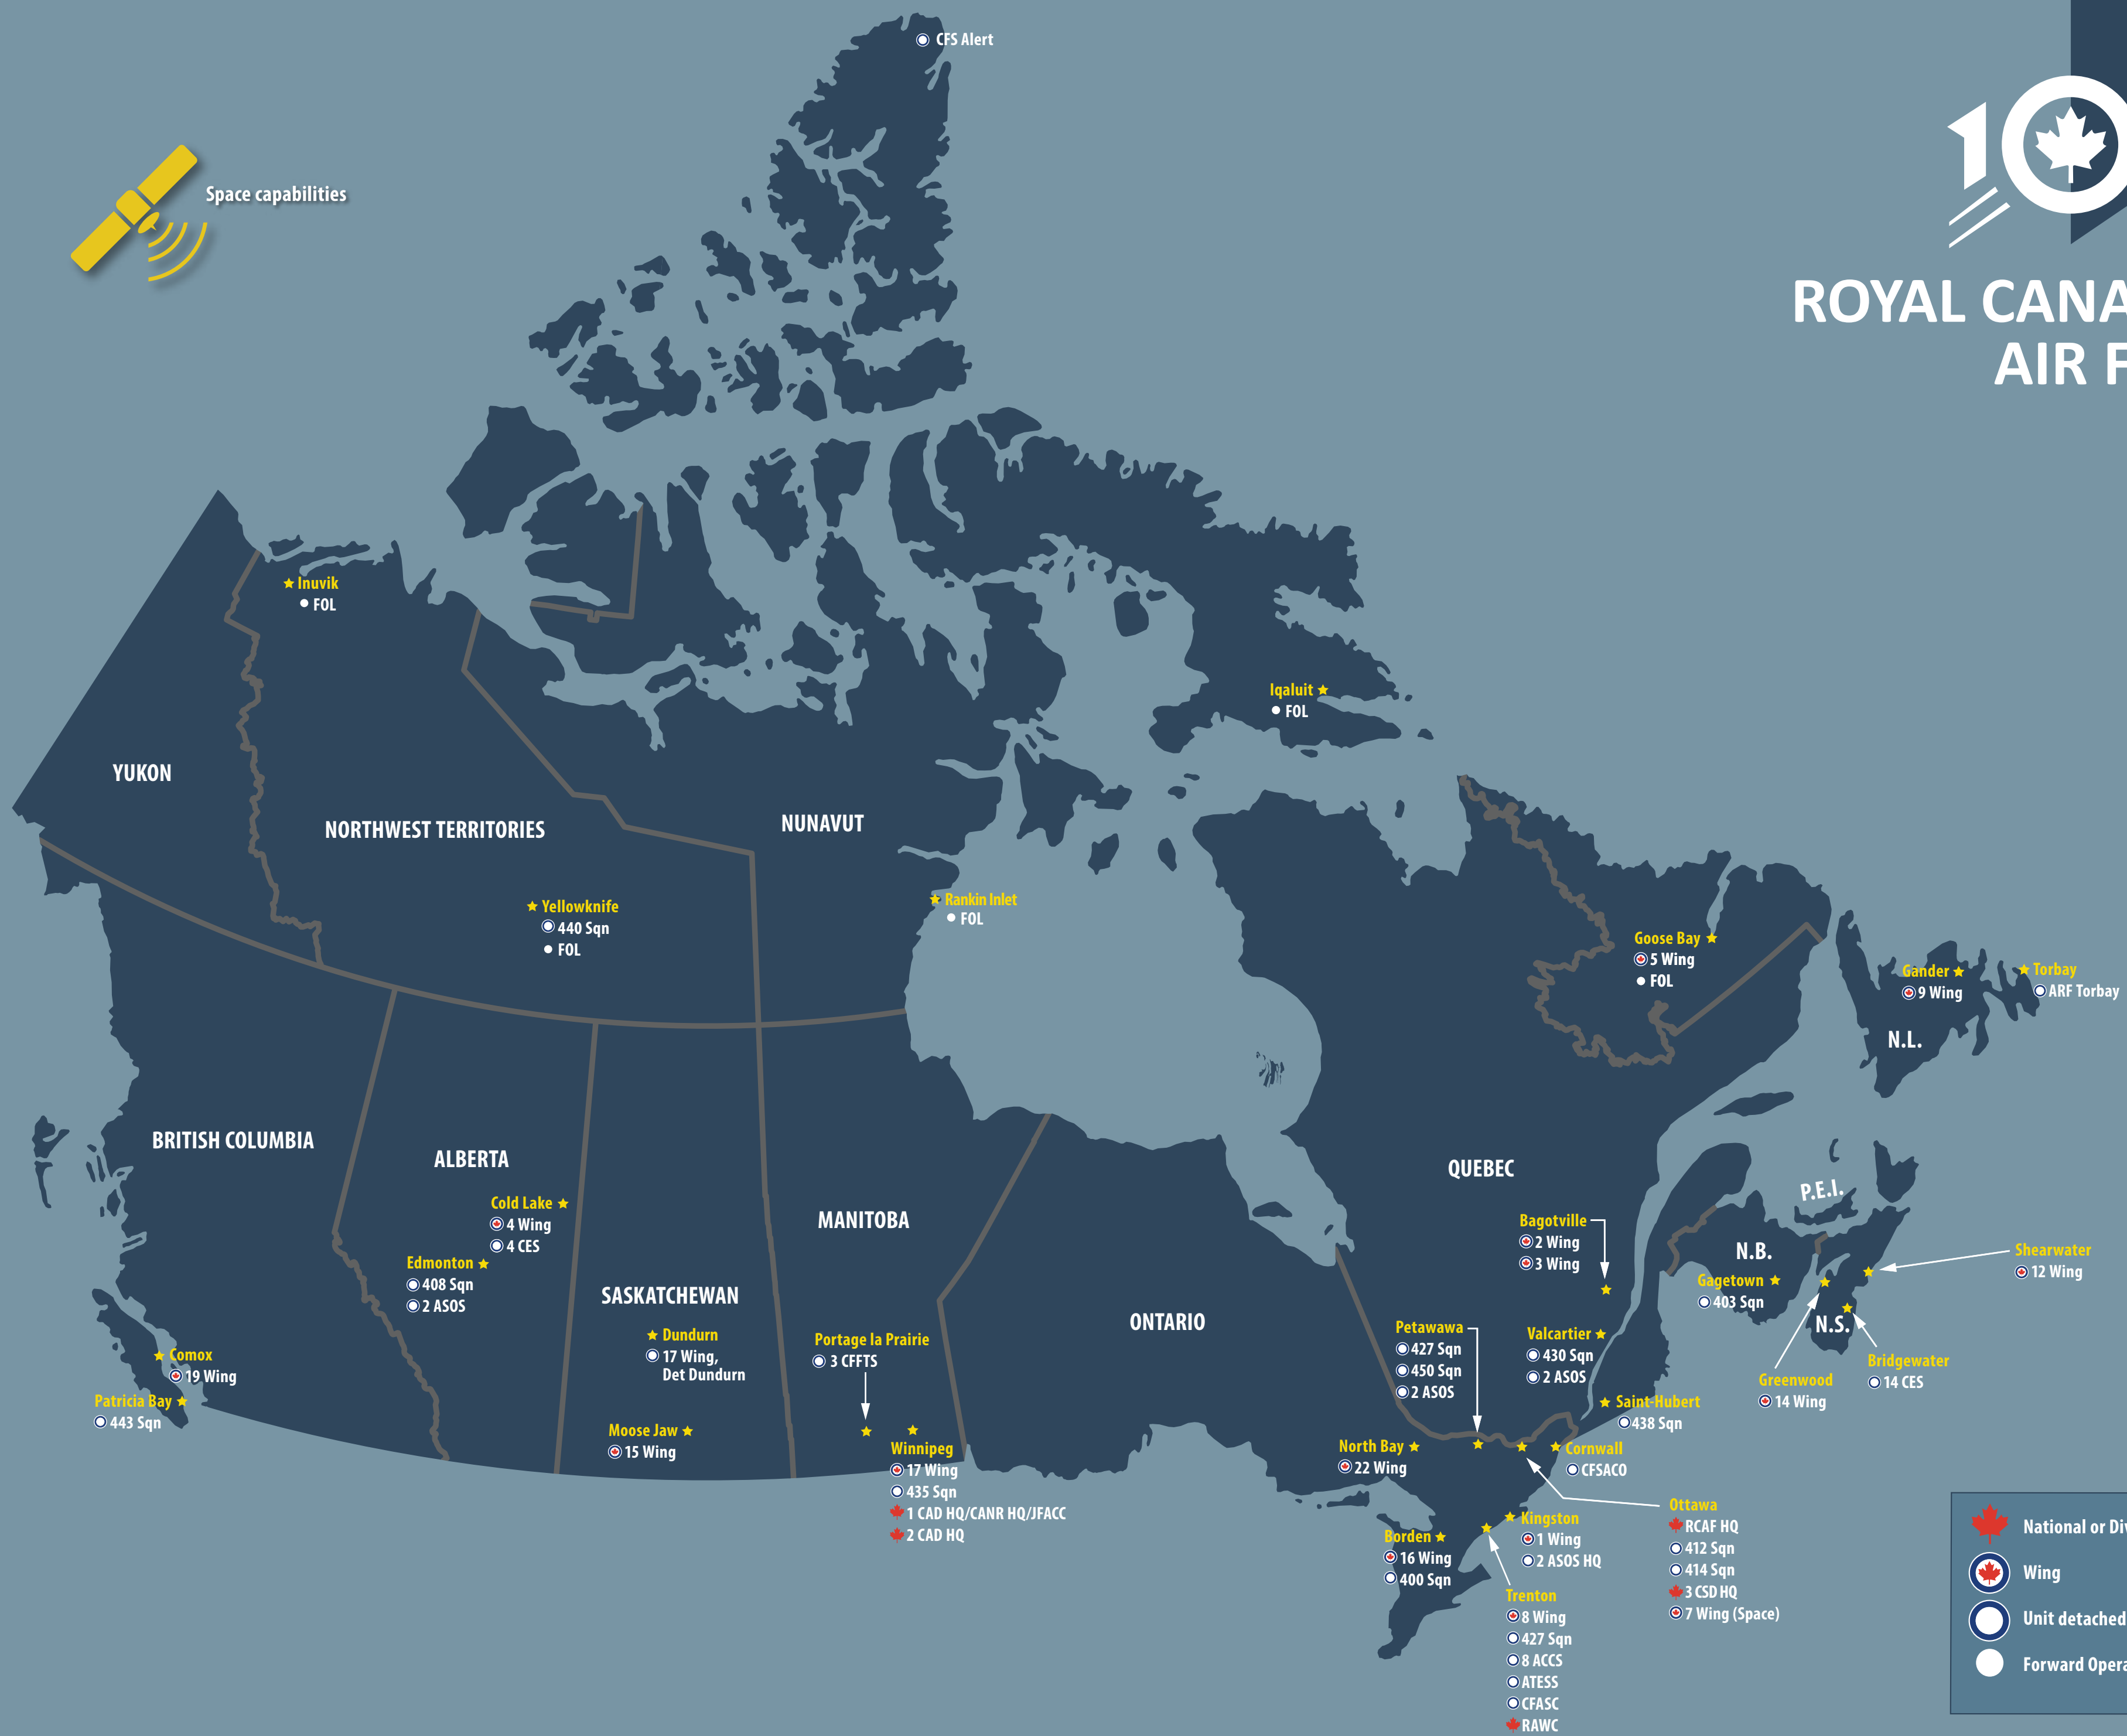 CFS Alert
Space capabilities
10
ROYAL CANA
AIR F
Inuvik
FOL
Iqaluit
FOL
YUKON
NORTHWEST TERRITORIES
NUNAVUT
Yellowknife
440 Sqn
FOL
Rankin Inlet
FOL
Goose Bay
5 Wing
FOL
Gander
9 Wing
Torbay
ARF Torbay
N.L.
BRITISH COLUMBIA
ALBERTA
Cold Lake
4 Wing
4 CES
Edmonton
408 Sqn
2 ASOS
SASKATCHEWAN
Dundurn
17 Wing,
Det Dundurn
Moose Jaw
15 Wing
Comox
19 Wing
Patricia Bay
443 Sqn
MANITOBA
Portage la Prairie
3 CFFTS
Winnipeg
17 Wing
435 Sqn
1 CAD HQ/CANR HQ/JFACC
2 CAD HQ
ONTARIO
QUEBEC
Bagotville
2 Wing
3 Wing
Petawawa
427 Sqn
450 Sqn
2 ASOS
Valcartier
430 Sqn
2 ASOS
Saint-Hubert
438 Sqn
North Bay
22 Wing
Cornwall
CFSACO
Borden
16 Wing
400 Sqn
Kingston
1 Wing
2 ASOS HQ
Trenton
8 Wing
427 Sqn
8 ACCS
ATESS
CFASC
RAWC
Ottawa
RCAF HQ
412 Sqn
414 Sqn
3 CSD HQ
7 Wing (Space)
P.E.I.
N.B.
Gagetown
403 Sqn
N.S.
Shearwater
12 Wing
Greenwood
14 Wing
Bridgewater
14 CES
National or Div
Wing
Unit detached
Forward Opera